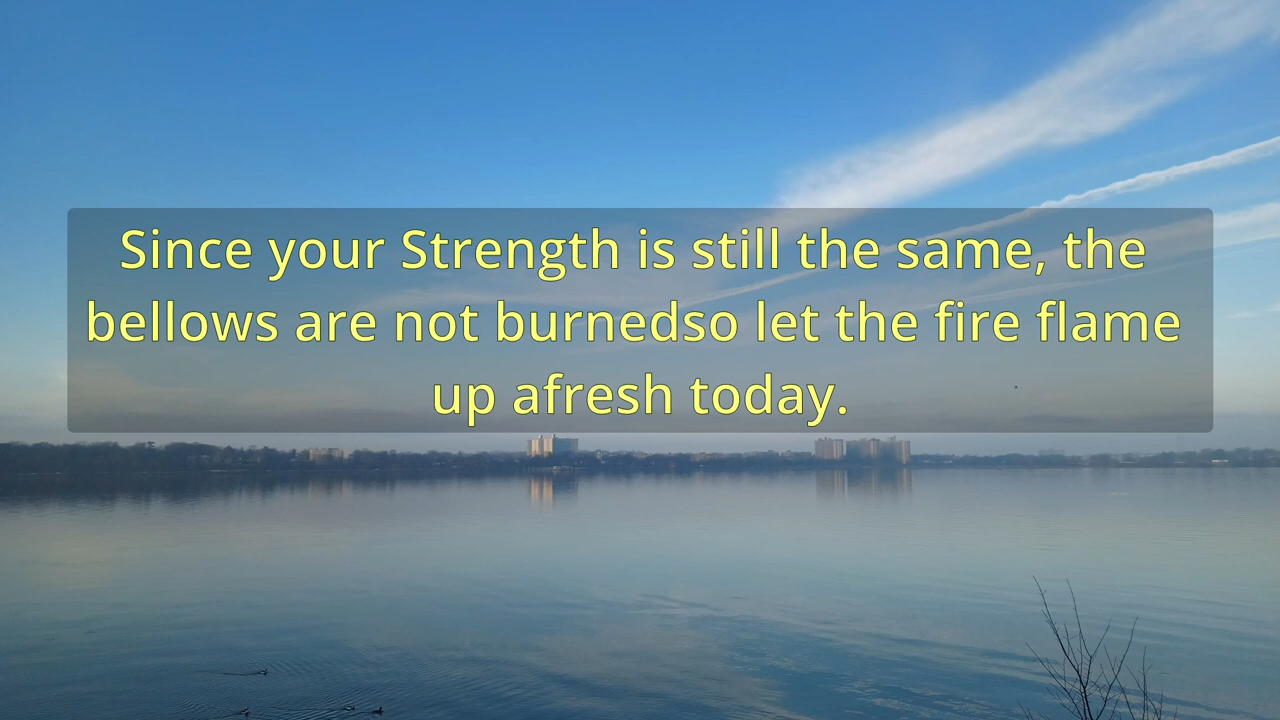 Since your Strength is still the same, the
bellows are not burnedso let the fire flame
up afresh today.